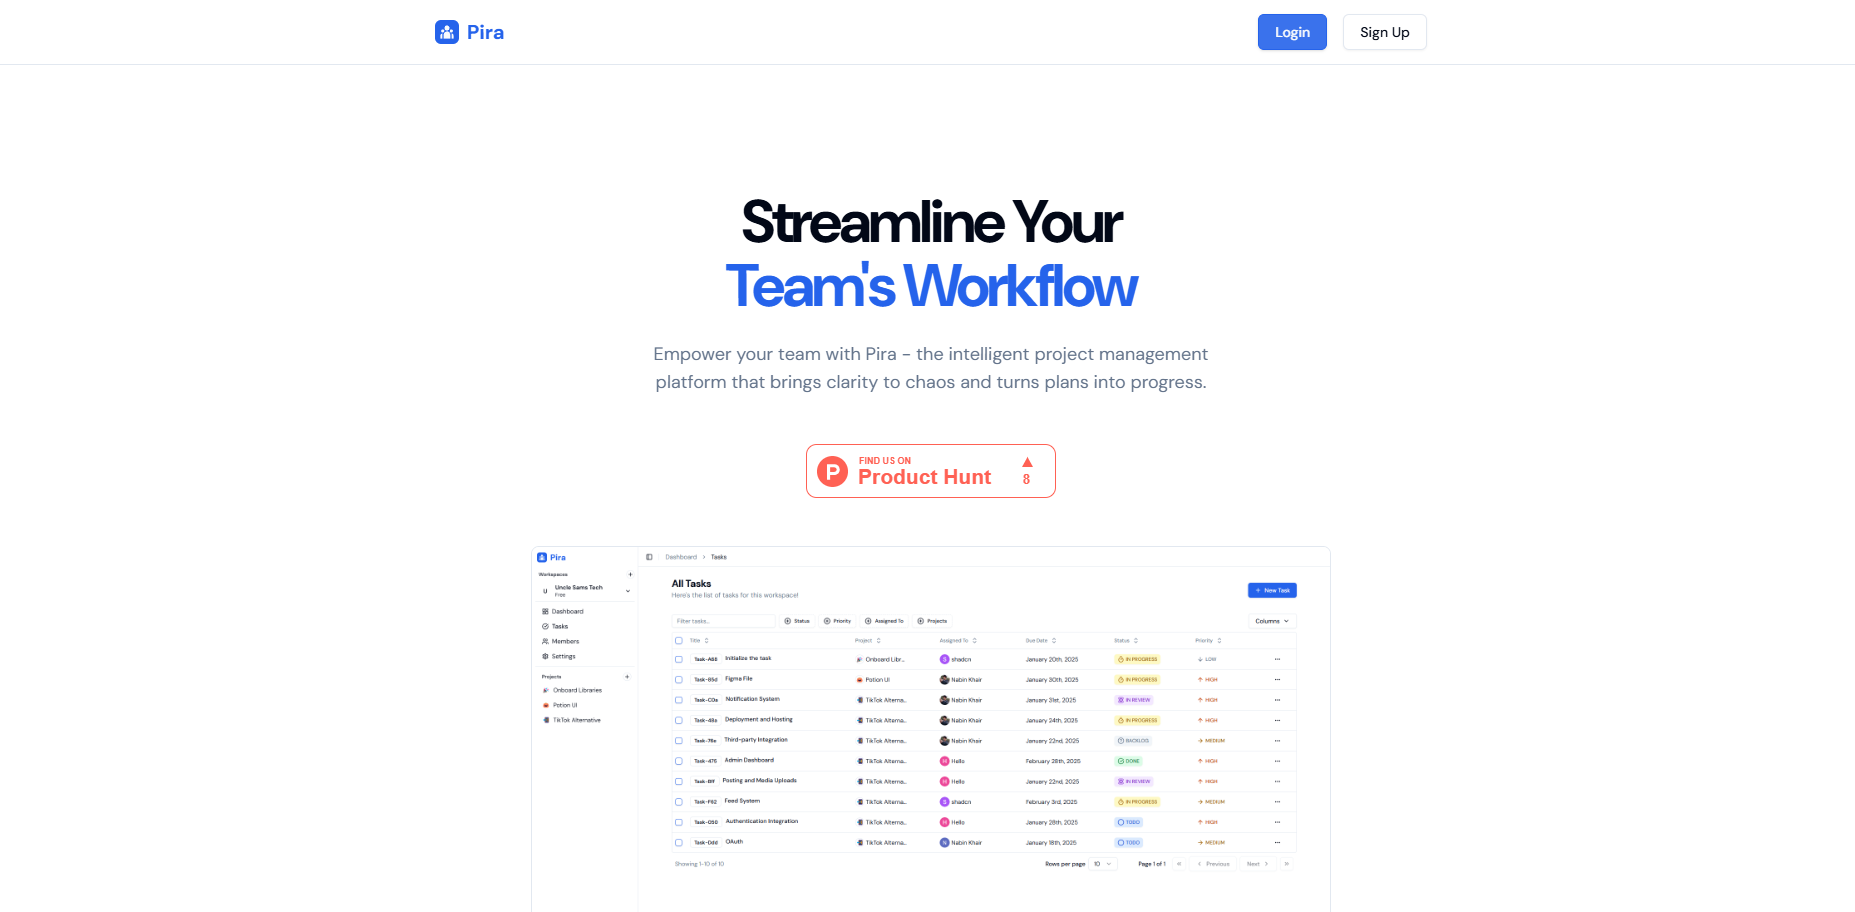 Pira
Login
Sign Up
Streamline Your
Team's Workflow
Empower your team with Pira - the intelligent project management
platform that brings clarity to chaos and turns plans into progress.
P
FIND US ON
Product Hunt
8
Pira
Dashboard > Tasks
Workspaces +
U Uncle Sams Tech
Free
Dashboard
Tasks
Members
Settings
Projects +
Onboard Libraries
Potion UI
TikTok Alternative
All Tasks
Here's the list of tasks for this workspace!
+ New Task
Filter tasks... Status Priority Assigned To Projects Columns
Title Project Assigned To Due Date Status Priority
Task-A60 Initialize the task Onboard Libr... S shadcn January 20th, 2025 IN PROGRESS LOW ...
Task-85d Figma File Potion UI Nabin Khair January 30th, 2025 IN PROGRESS HIGH ...
Task-C0a Notification System TikTok Alterna... Nabin Khair January 31st, 2025 IN REVIEW HIGH ...
Task-48a Deployment and Hosting TikTok Alterna... Nabin Khair January 24th, 2025 IN PROGRESS HIGH ...
Task-76e Third-party Integration TikTok Alterna... Nabin Khair January 22nd, 2025 BACKLOG MEDIUM ...
Task-476 Admin Dashboard TikTok Alterna... H Hello February 28th, 2025 DONE HIGH ...
Posting and Media Uploads TikTok Alterna... H Hello January 22nd, 2025 IN REVIEW HIGH ...
Task-F62 Feed System TikTok Alterna... S shadcn February 3rd, 2025 IN PROGRESS MEDIUM ...
Authentication Integration TikTok Alterna... H Hello January 28th, 2025 TODO HIGH ...
Task-Ddd OAuth TikTok Alterna... N Nabin Khair January 18th, 2025 TODO MEDIUM ...
Showing 1-10 of 10 Rows per page 10 Page 1 of 1 « < Previous Next > »